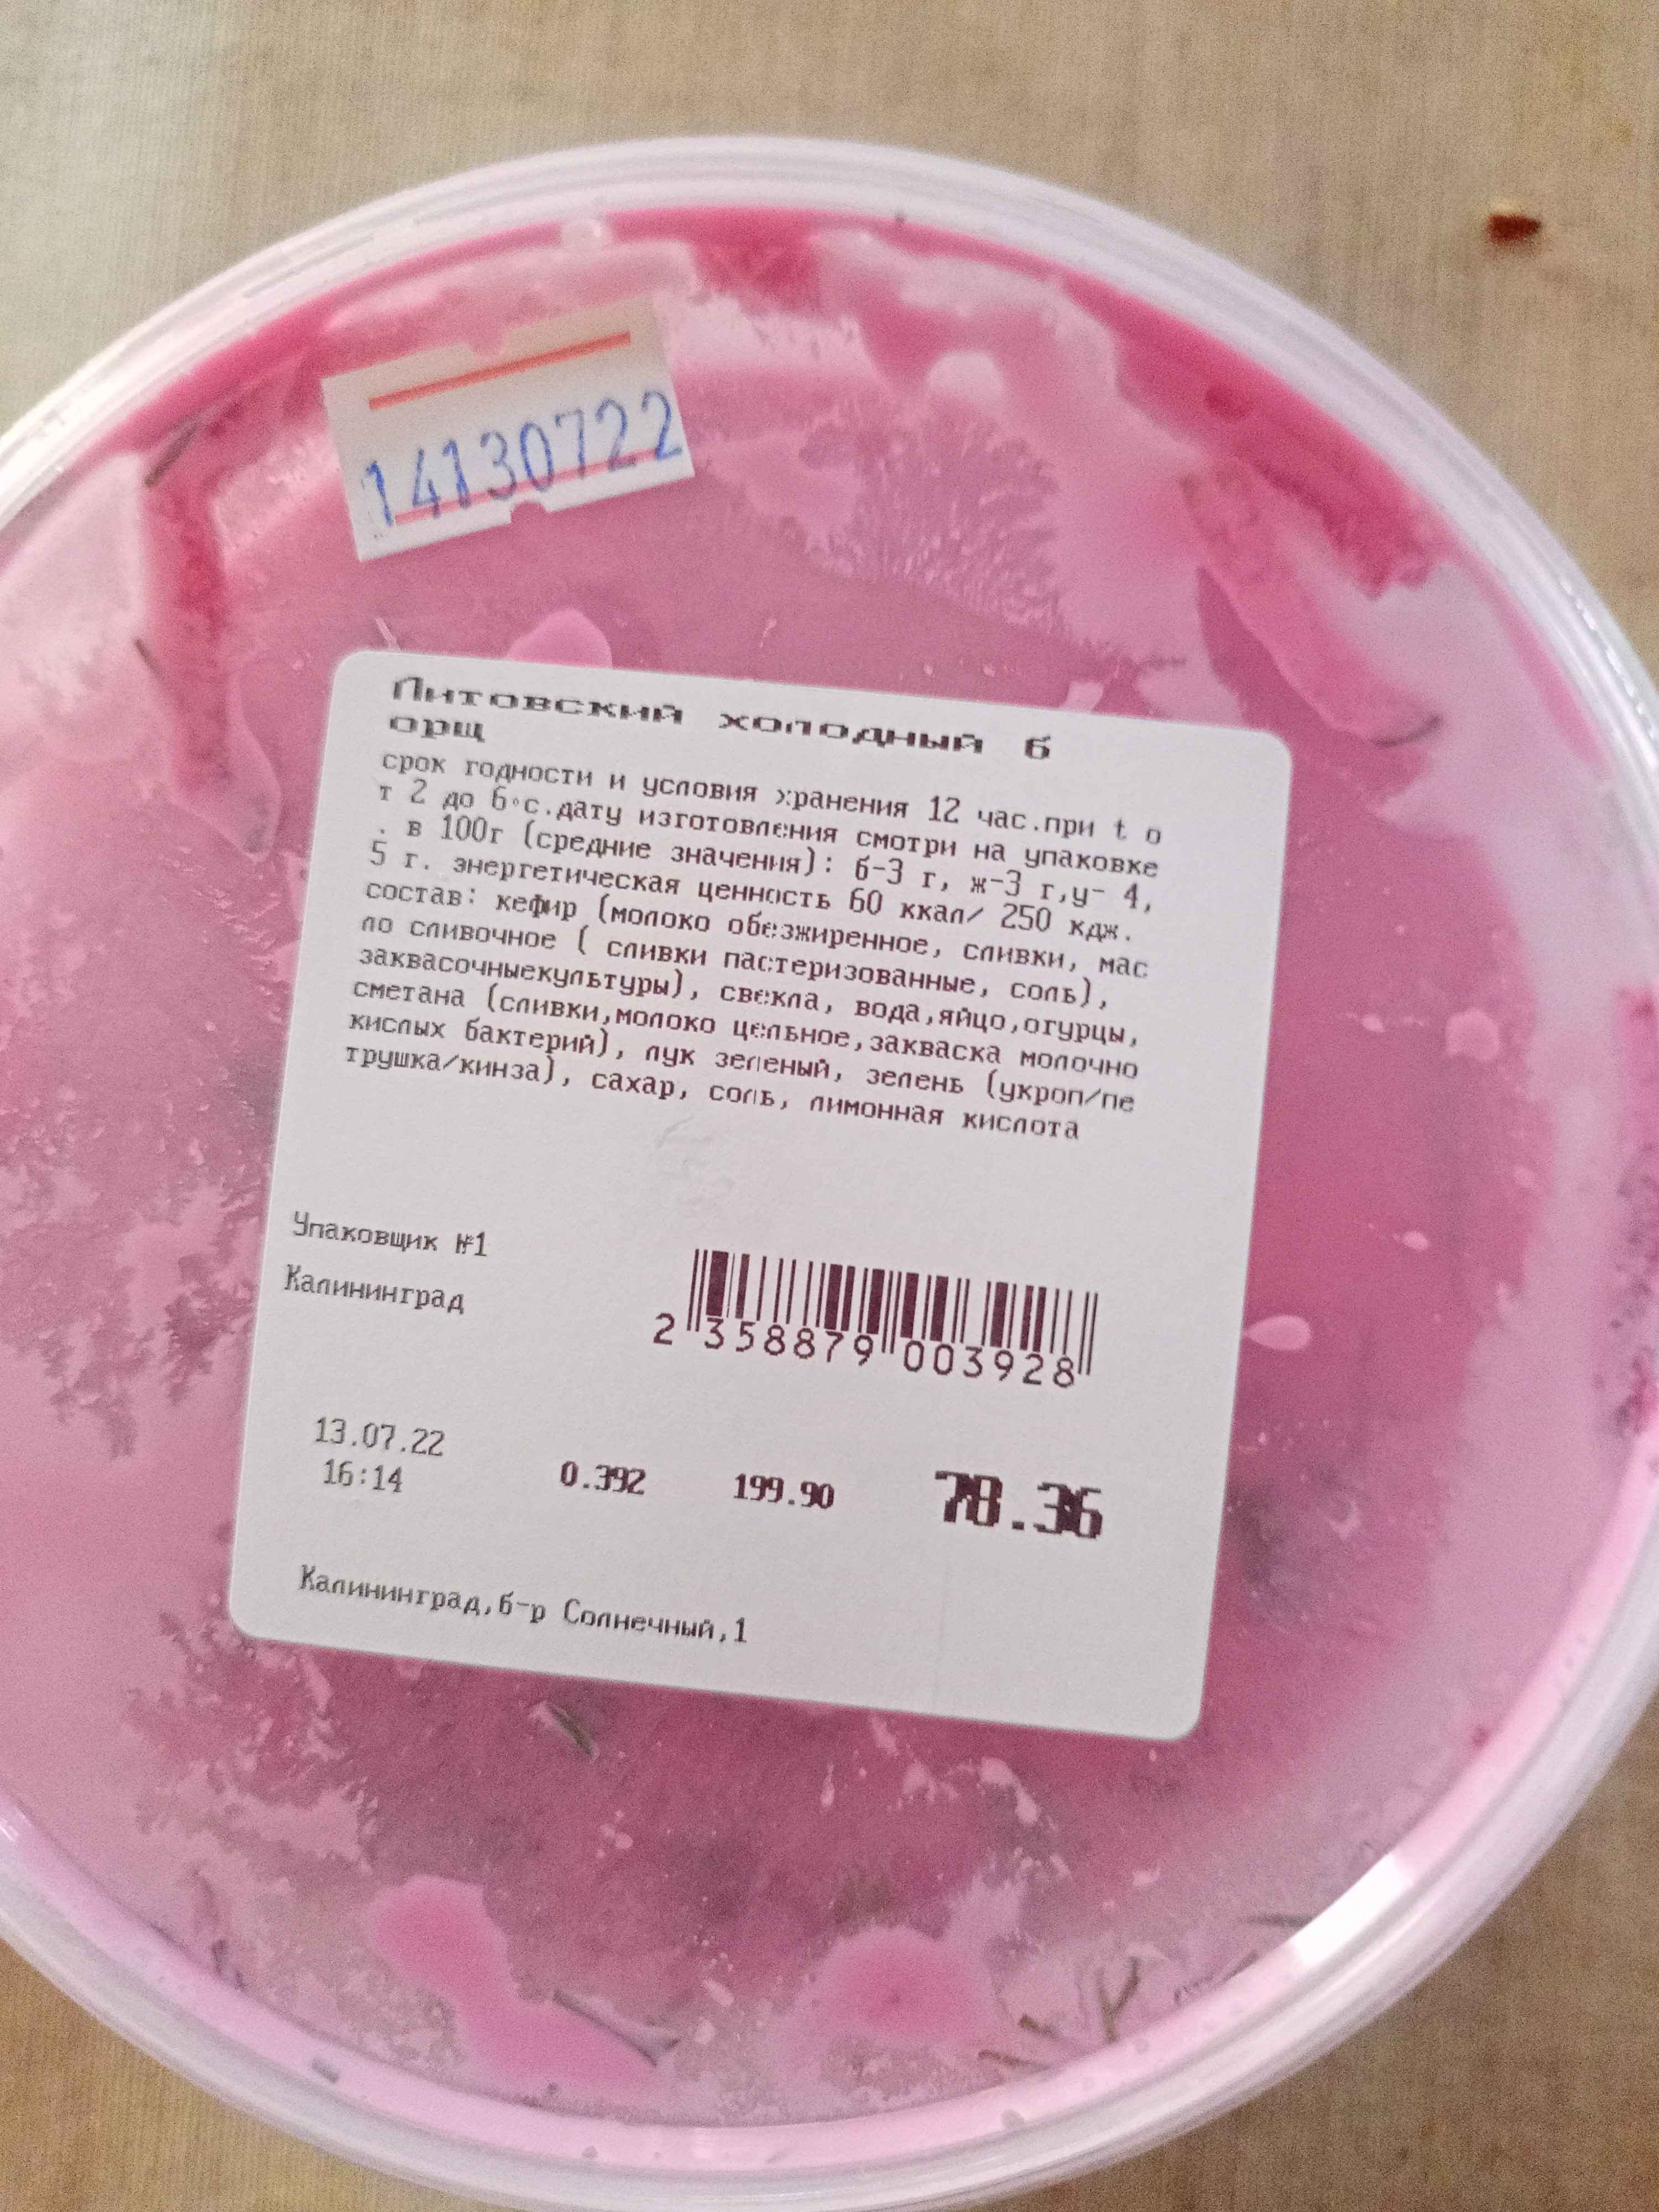 14130722
Литовский холодный б
орщ
срок годности и условия хранения 12 час.при t о
т 2 до 6°с.дату изготовления смотри на упаковке
. в 100г (средние значения): б-3 г, ж-3 г,у- 4,
5 г. энергетическая ценность 60 ккал/ 250 кдж.
состав: кефир (молоко обезжиренное, сливки, мас
ло сливочное ( сливки пастеризованные, соль),
заквасочныекультуры), свекла, вода,яйцо,огурцы,
сметана (сливки,молоко цельное,закваска молочно
кислых бактерий), лук зеленый, зелень (укроп/пе
трушка/кинза), сахар, соль, лимонная кислота
Упаковщик №1
Калининград
2 358879 003928
13.07.22
16:14 0.392 199.90 78.36
Калининград,б-р Солнечный,1